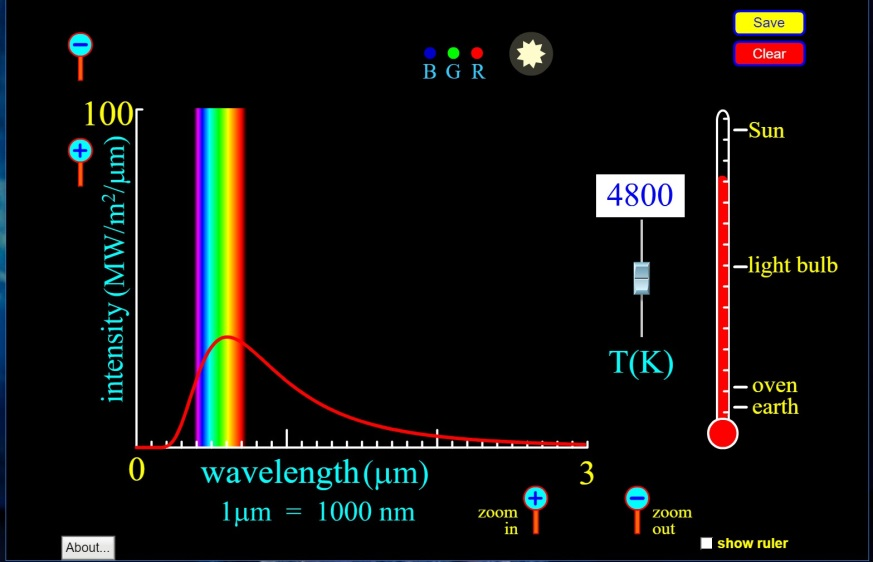 Save
Clear
B G R
100
Sun
intensity (MW/m²/μm)
4800
light bulb
T(K)
oven
earth
0
wavelength (μm)
3
1μm = 1000 nm
zoom
in
zoom
out
About...
show ruler